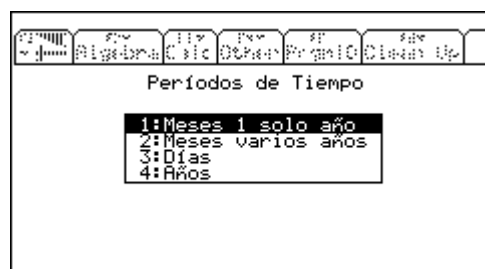 Algebra Calc Other PrgmIO Clean Up
Períodos de Tiempo
1:Meses 1 solo año
2:Meses varios años
3:Días
4:Años